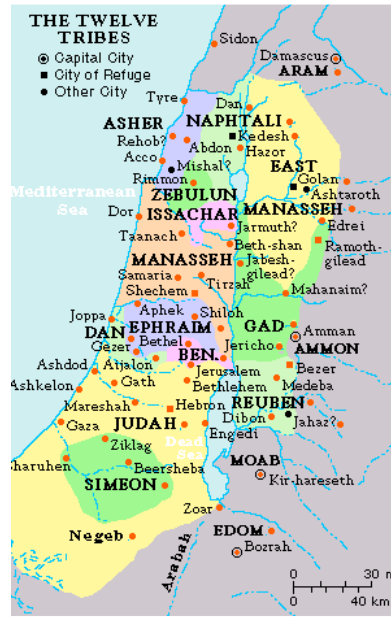 THE TWELVE
TRIBES
Capital City
City of Refuge
Other City
Sidon
Damascus
ARAM
Tyre
Dan
NAPHTALI
ASHER
Kedesh
Rehob?
Abdon
Hazor
Acco
Mishal?
EAST
Rimmon
Golan
Mediterranean
Sea
ZEBULUN
Ashtaroth
ISSACHAR
MANASSEH
Dor
Edrei
Jarmuth?
Taanach
Beth-shan
Ramoth-
gilead
MANASSEH
Jabesh-
gilead?
Samaria
Tirzah
Mahanaim?
Shechem
Aphek
Shiloh
Joppa
DAN
EPHRAIM
GAD
Amman
Gezer
Bethel
Jericho
AMMON
BEN.
Ashdod
Aijalon
Jerusalem
Bezer
Ashkelon
Gath
Bethlehem
Medeba
Mareshah
Hebron
REUBEN
Gaza
JUDAH
Dibon
Jahaz?
Ziklag
Dead
Sea
Engedi
Sharuhen
Beersheba
MOAB
SIMEON
Kir-hareseth
Zoar
Negeb
Arabah
EDOM
Bozrah
0 30 m
0 40 km